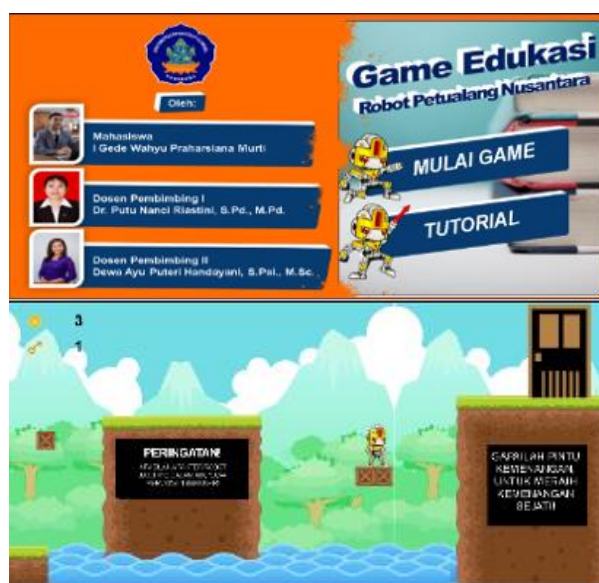 Oleh:
Mahasiswa
I Gede Wahyu Praharsiana Murti
Dosen Pembimbing I
Dr. Putu Nanci Riastini, S.Pd., M.Pd.
Dosen Pembimbing II
Dewa Ayu Puteri Handayani, S.Psi., M.Sc.
Game Edukasi
Robot Petualang Nusantara
MULAI GAME
TUTORIAL
3
1
PERINGATAN!
GAPAILAH PINTU
KEMENANGAN,
UNTUK MERAIH
KEMENANGAN
SEJATI!